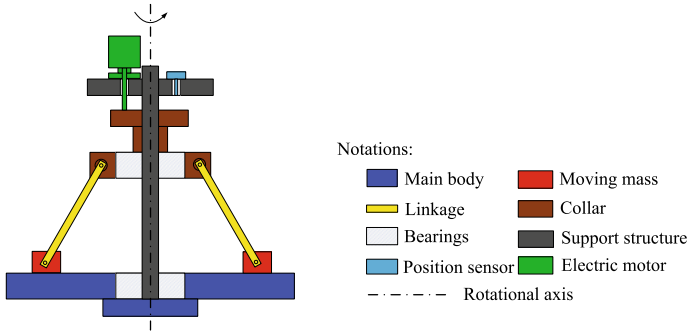 Notations:
Main body
Moving mass
Linkage
Collar
Bearings
Support structure
Position sensor
Electric motor
Rotational axis